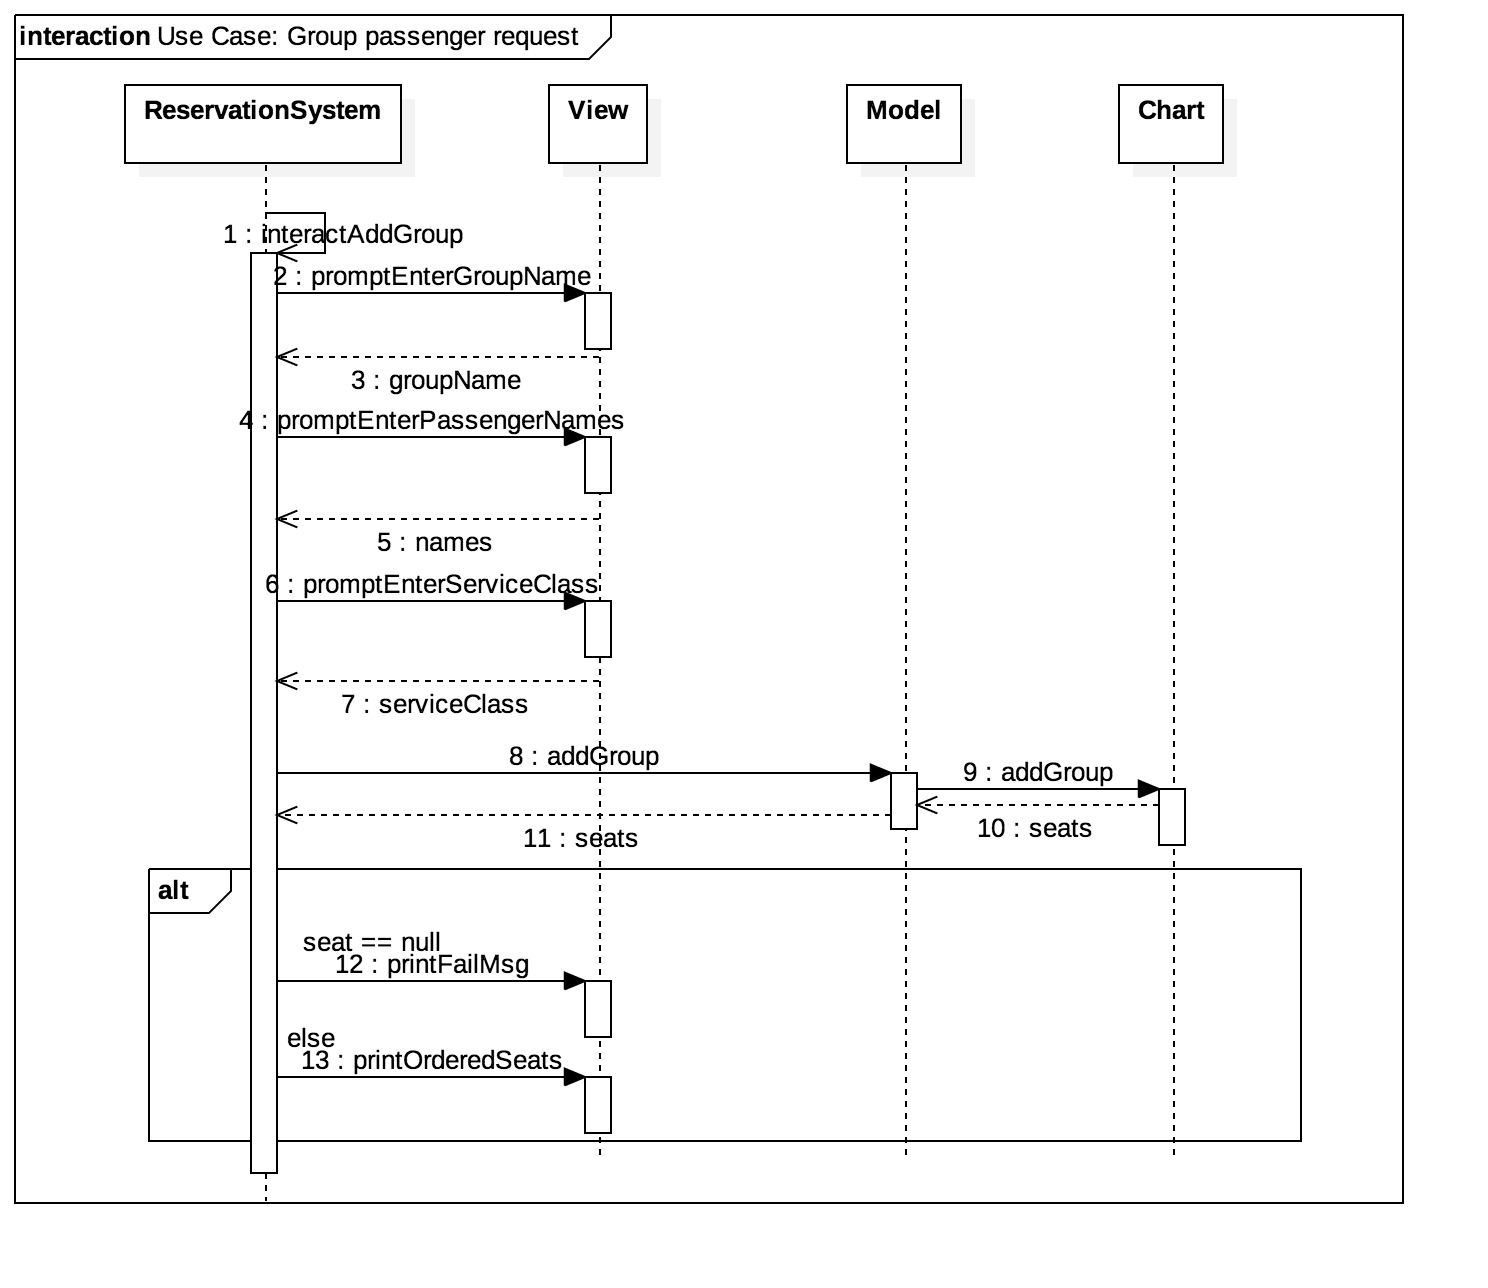 interaction Use Case: Group passenger request
ReservationSystem
View
Model
Chart
1 : interactAddGroup
2 : promptEnterGroupName
3 : groupName
4 : promptEnterPassengerNames
5 : names
6 : promptEnterServiceClass
7 : serviceClass
8 : addGroup
9 : addGroup
10 : seats
11 : seats
alt
seat == null
12 : printFailMsg
else
13 : printOrderedSeats